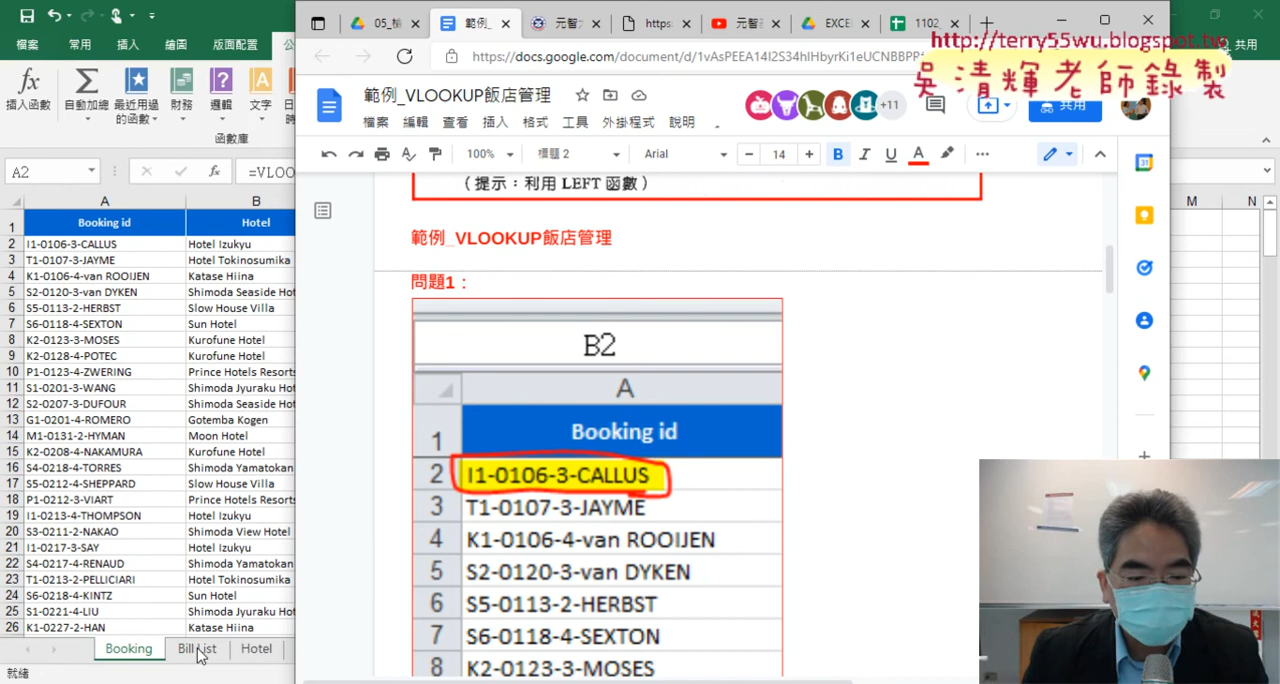 檔案 常用 插入 繪圖 版面配置 公
共用
插入函數 自動加總 最近用過的函數 財務 邏輯 文字 日
函數庫
A2 fx =VLOO
A B M N
1 Booking id Hotel
2 I1-0106-3-CALLUS Hotel Izukyu
3 T1-0107-3-JAYME Hotel Tokinosumika
4 K1-0106-4-van ROOIJEN Katase Hiina
5 S2-0120-3-van DYKEN Shimoda Seaside Hot
6 S5-0113-2-HERBST Slow House Villa
7 S6-0118-4-SEXTON Sun Hotel
8 K2-0123-3-MOSES Kurofune Hotel
9 K2-0128-4-POTEC Kurofune Hotel
10 P1-0123-4-ZWERING Prince Hotels Resorts
11 S1-0201-3-WANG Shimoda Jyuraku Hot
12 S2-0207-3-DUFOUR Shimoda Seaside Hot
13 G1-0201-4-ROMERO Gotemba Kogen
14 M1-0131-2-HYMAN Moon Hotel
15 K2-0208-4-NAKAMURA Kurofune Hotel
16 S4-0218-4-TORRES Shimoda Yamatokan
17 S5-0212-4-SHEPPARD Slow House Villa
18 P1-0212-3-VIART Prince Hotels Resorts
19 I1-0213-4-THOMPSON Hotel Izukyu
20 S3-0211-2-NAKAO Shimoda View Hotel
21 I1-0217-3-SAY Hotel Izukyu
22 S4-0217-4-RENAUD Shimoda Yamatokan
23 T1-0213-2-PELLICIARI Hotel Tokinosumika
24 S6-0218-4-KINTZ Sun Hotel
25 S1-0221-4-LIU Shimoda Jyuraku Hot
26 K1-0227-2-HAN Katase Hiina
Booking Bill List Hotel
就緒
05_檢 範例_ 元智大 https: 元智 EXCE 1102_
https://docs.google.com/document/d/1vAsPEEA14I2S34hIHbyrKi1eUCNBBPR
http://terry55wu.blogspot.tw
吳清輝老師錄製
範例_VLOOKUP飯店管理
+11 共用
檔案 編輯 查看 插入 格式 工具 外掛程式 說明
100% 標題 2 Arial 14 B I U A
(提示:利用 LEFT 函數)
範例_VLOOKUP飯店管理
問題1:
B2
A
1 Booking id
2 I1-0106-3-CALLUS
3 T1-0107-3-JAYME
4 K1-0106-4-van ROOIJEN
5 S2-0120-3-van DYKEN
6 S5-0113-2-HERBST
7 S6-0118-4-SEXTON
8 K2-0123-3-MOSES